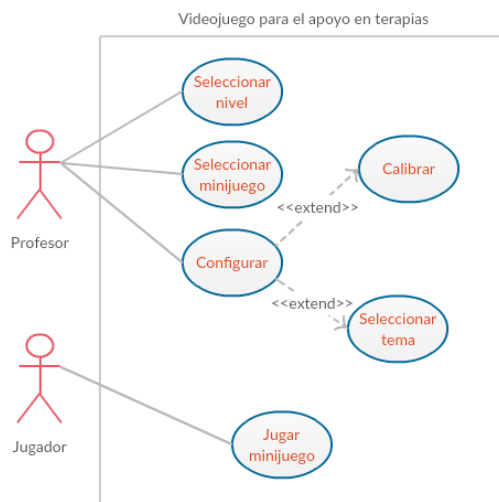 Videojuego para el apoyo en terapias
Seleccionar
nivel
Seleccionar
minijuego
Calibrar
<<extend>>
Profesor
Configurar
<<extend>>
Seleccionar
tema
Jugador
Jugar
minijuego